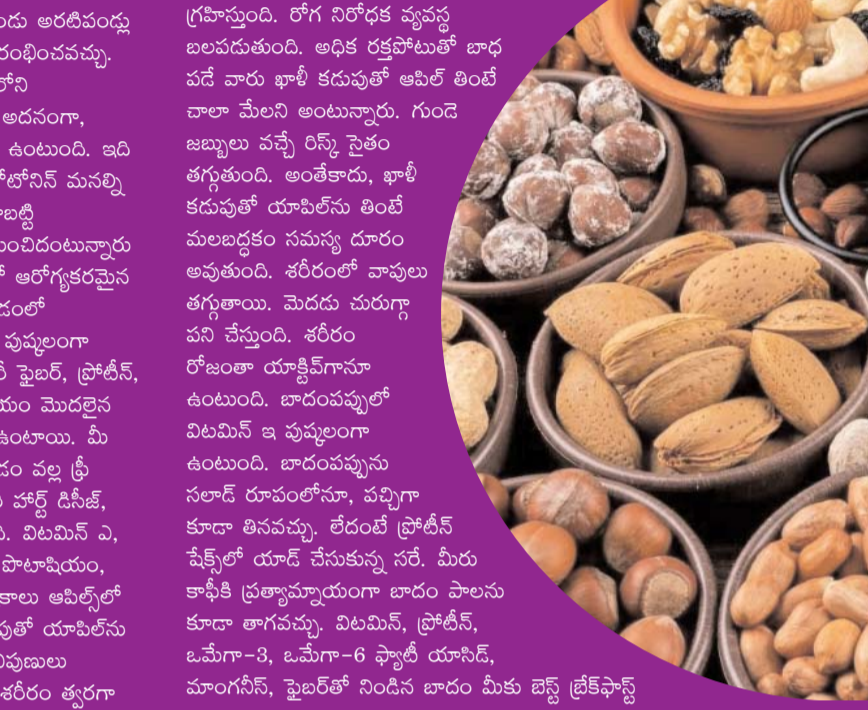 ండు అరటిపండ్లు
రంభించవచ్చు.
లోని
అదనంగా,
ఉంటుంది. ఇది
టోనిన్ మనల్ని
బట్టి
ంచిదంటున్నారు
ఆరోగ్యకరమైన
డంలో
పుష్కలంగా
ఫైబర్, ప్రోటీన్,
యం మొదలైన
ఉంటాయి. మీ
డం వల్ల ఫ్రీ
హార్ట్ డిసీజ్,
ది. విటమిన్ ఎ,
పొటాషియం,
కాలు ఆపిల్స్‌లో
పుతో యాపిల్‌ను
నిపుణులు
శరీరం త్వరగా
గ్రహిస్తుంది. రోగ నిరోధక వ్యవస్థ
బలపడుతుంది. అధిక రక్తపోటుతో బాధ
పడే వారు ఖాళీ కడుపుతో ఆపిల్ తింటే
చాలా మేలని అంటున్నారు. గుండె
జబ్బులు వచ్చే రిస్క్ సైతం
తగ్గుతుంది. అంతేకాదు, ఖాళీ
కడుపుతో యాపిల్‌ను తింటే
మలబద్ధకం సమస్య దూరం
అవుతుంది. శరీరంలో వాపులు
తగ్గుతాయి. మెదడు చురుగ్గా
పని చేస్తుంది. శరీరం
రోజంతా యాక్టివ్‌గానూ
ఉంటుంది. బాదంపప్పులో
విటమిన్ ఇ పుష్కలంగా
ఉంటుంది. బాదంపప్పును
సలాడ్ రూపంలోనూ, పచ్చిగా
కూడా తినవచ్చు. లేదంటే ప్రోటీన్
షేక్స్‌లో యాడ్ చేసుకున్న సరే. మీరు
కాఫీకి ప్రత్యామ్నాయంగా బాదం పాలను
కూడా తాగవచ్చు. విటమిన్, ప్రోటీన్,
ఒమేగా-3, ఒమేగా-6 ఫ్యాటీ యాసిడ్,
మాంగనీస్, ఫైబర్‌తో నిండిన బాదం మీకు బెస్ట్ బ్రేక్‌ఫాస్ట్